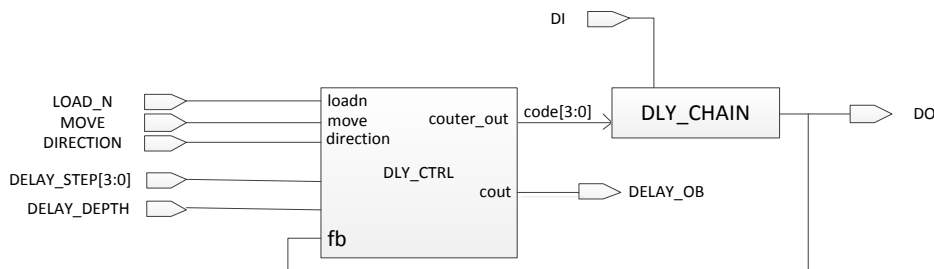 DI
LOAD_N
MOVE
DIRECTION
DELAY_STEP[3:0]
DELAY_DEPTH
loadn
move
direction
couter_out
DLY_CTRL
cout
fb
code[3:0]
DLY_CHAIN
DO
DELAY_OB